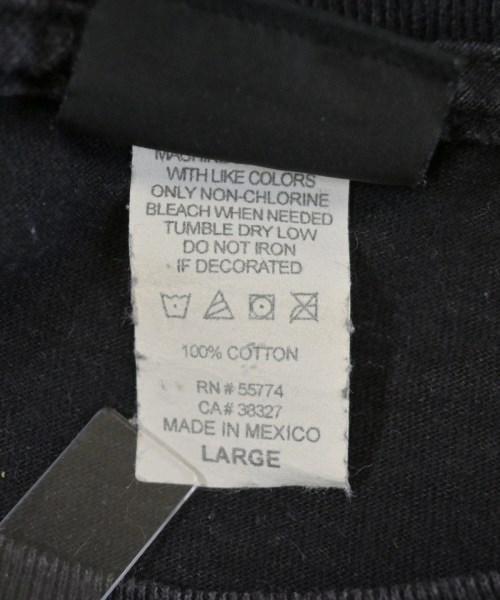 WITH LIKE COLORS
ONLY NON-CHLORINE
BLEACH WHEN NEEDED
TUMBLE DRY LOW
DO NOT IRON
IF DECORATED
100% COTTON
RN # 55774
CA# 38327
MADE IN MEXICO
LARGE